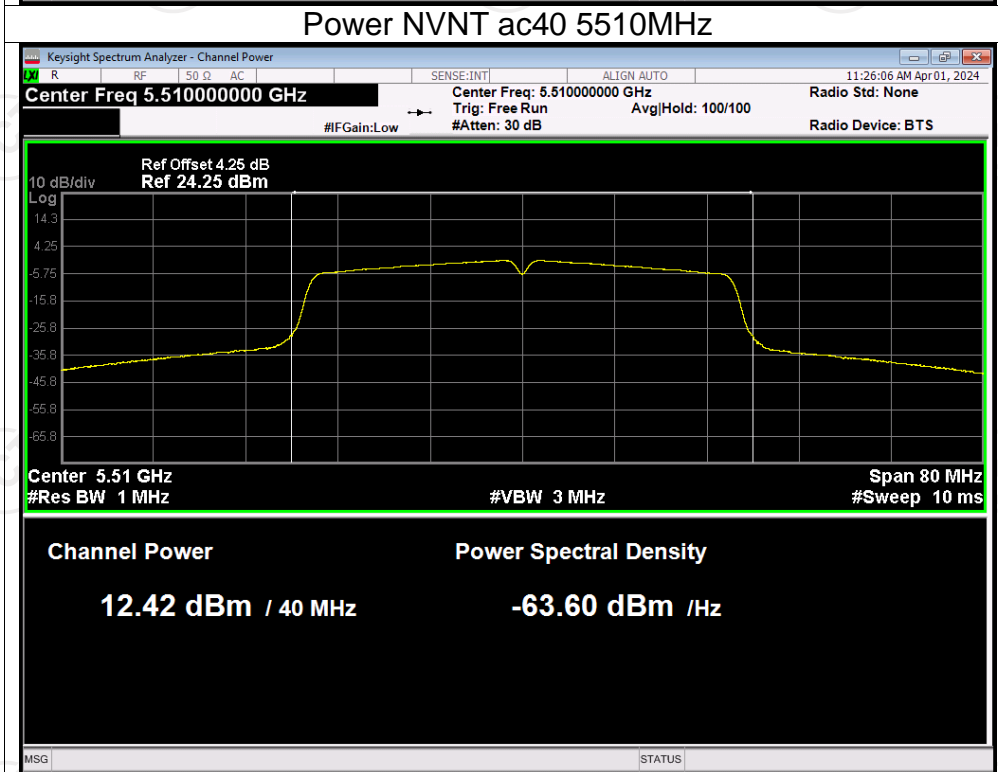 Power NVNT ac40 5510MHz
Keysight Spectrum Analyzer - Channel Power
LXI R RF 50 Ω AC SENSE:INT ALIGN AUTO 11:26:06 AM Apr 01, 2024
Center Freq 5.510000000 GHz Center Freq: 5.510000000 GHz Radio Std: None
Trig: Free Run Avg|Hold: 100/100
#IFGain:Low #Atten: 30 dB Radio Device: BTS
Ref Offset 4.25 dB
10 dB/div Ref 24.25 dBm
Log
14.3
4.25
-5.75
-15.8
-25.8
-35.8
-45.8
-55.8
-65.8
Center 5.51 GHz Span 80 MHz
#Res BW 1 MHz #VBW 3 MHz #Sweep 10 ms
Channel Power Power Spectral Density
12.42 dBm / 40 MHz -63.60 dBm /Hz
MSG STATUS